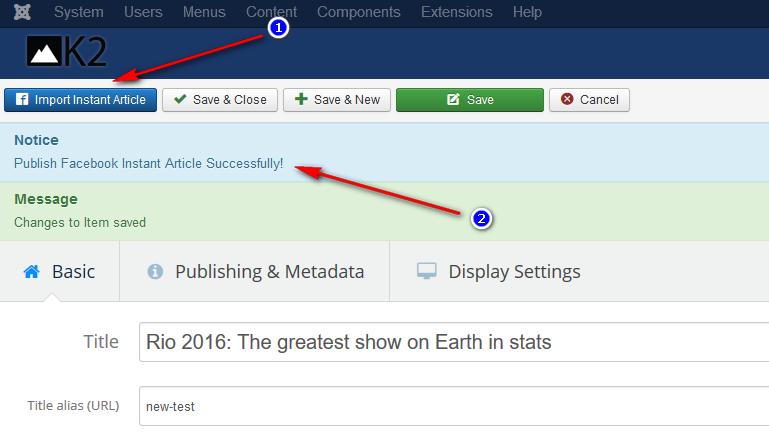 System Users Menus Content Components Extensions Help
1
K2
Import Instant Article Save & Close Save & New Save Cancel
Notice
Publish Facebook Instant Article Successfully!
2
Message
Changes to Item saved
Basic Publishing & Metadata Display Settings
Title Rio 2016: The greatest show on Earth in stats
Title alias (URL) new-test